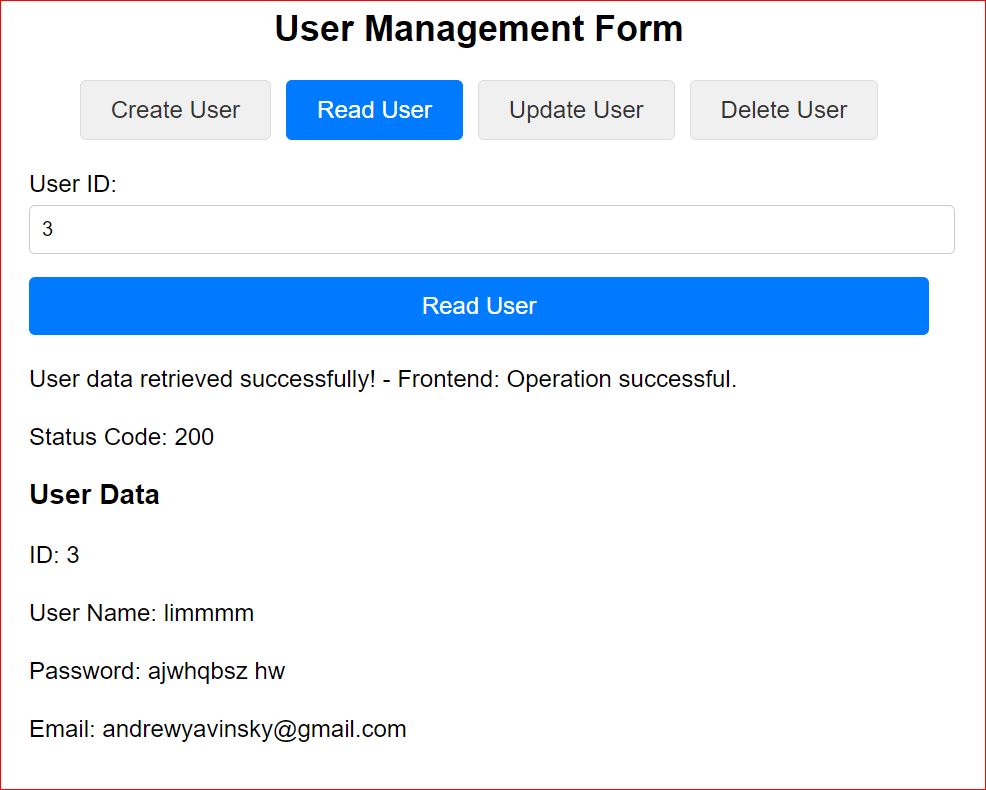 User Management Form
Create User Read User Update User Delete User
User ID:
3
Read User
User data retrieved successfully! - Frontend: Operation successful.
Status Code: 200
User Data
ID: 3
User Name: limmmm
Password: ajwhqbsz hw
Email: andrewyavinsky@gmail.com